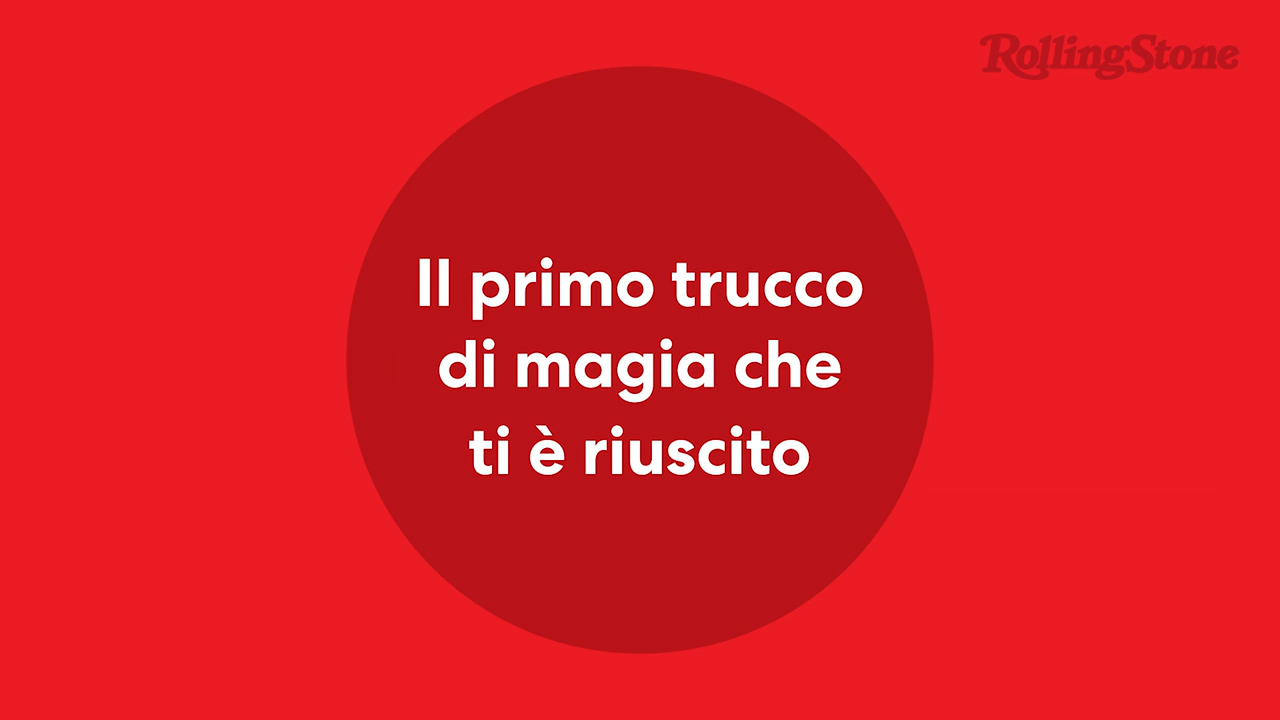 RollingStone
Il primo trucco
di magia che
ti è riuscito